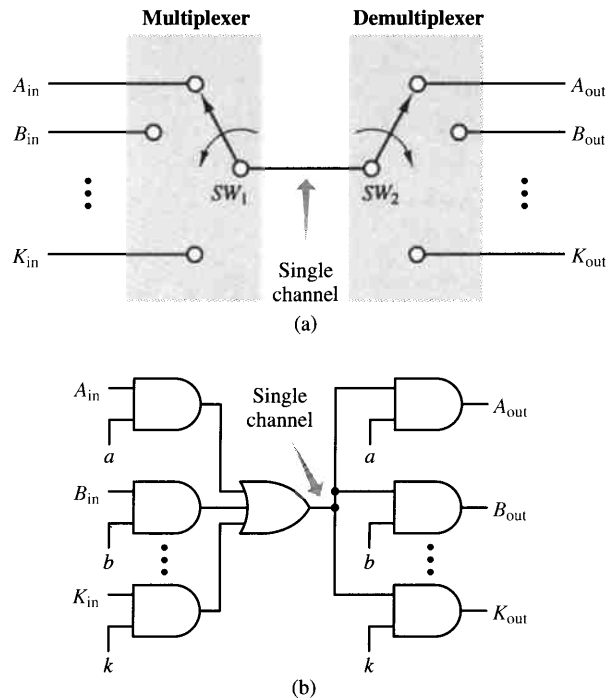 Multiplexer Demultiplexer
A_in A_out
B_in B_out
SW_1 SW_2
K_in K_out
Single
channel
(a)
A_in Single A_out
channel
a a
B_in B_out
b b
K_in K_out
k k
(b)